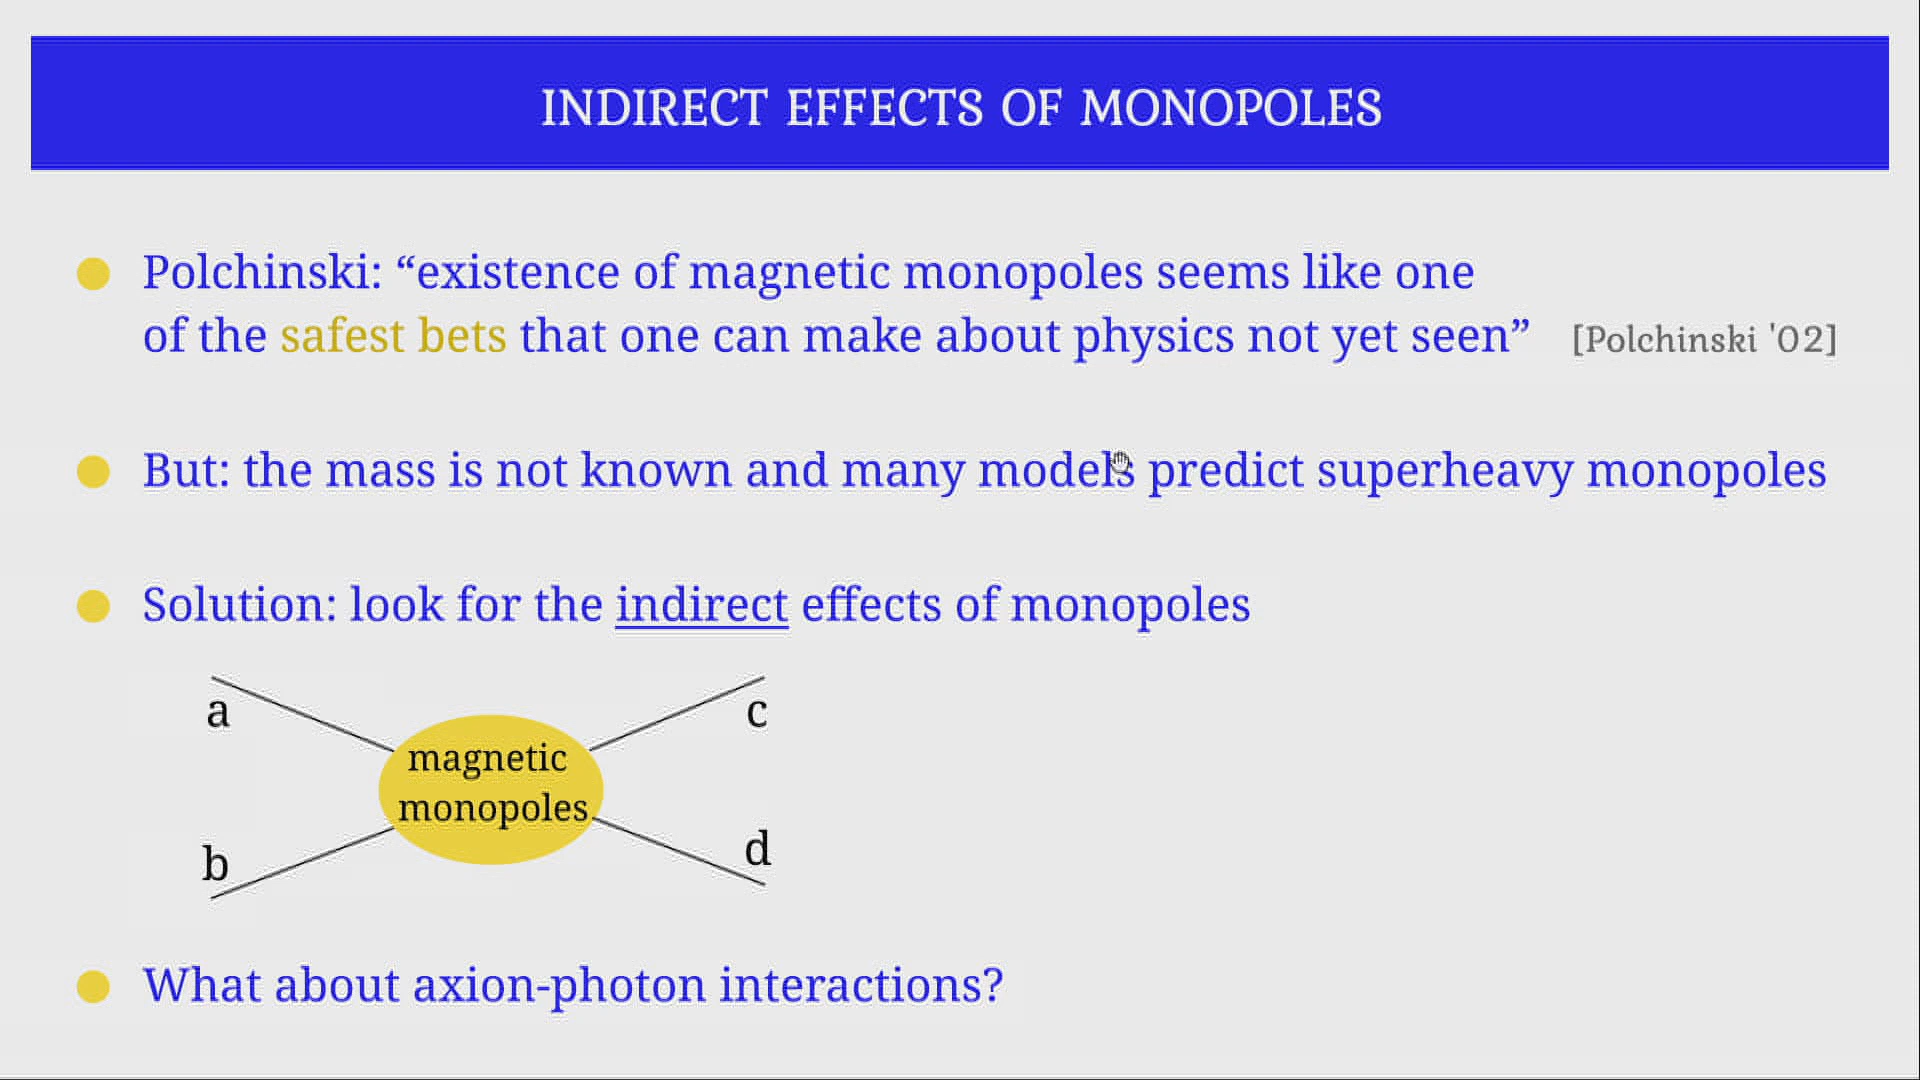 INDIRECT EFFECTS OF MONOPOLES
Polchinski: “existence of magnetic monopoles seems like one
of the safest bets that one can make about physics not yet seen” [Polchinski '02]
But: the mass is not known and many models predict superheavy monopoles
Solution: look for the indirect effects of monopoles
a
c
magnetic
monopoles
b
d
What about axion-photon interactions?